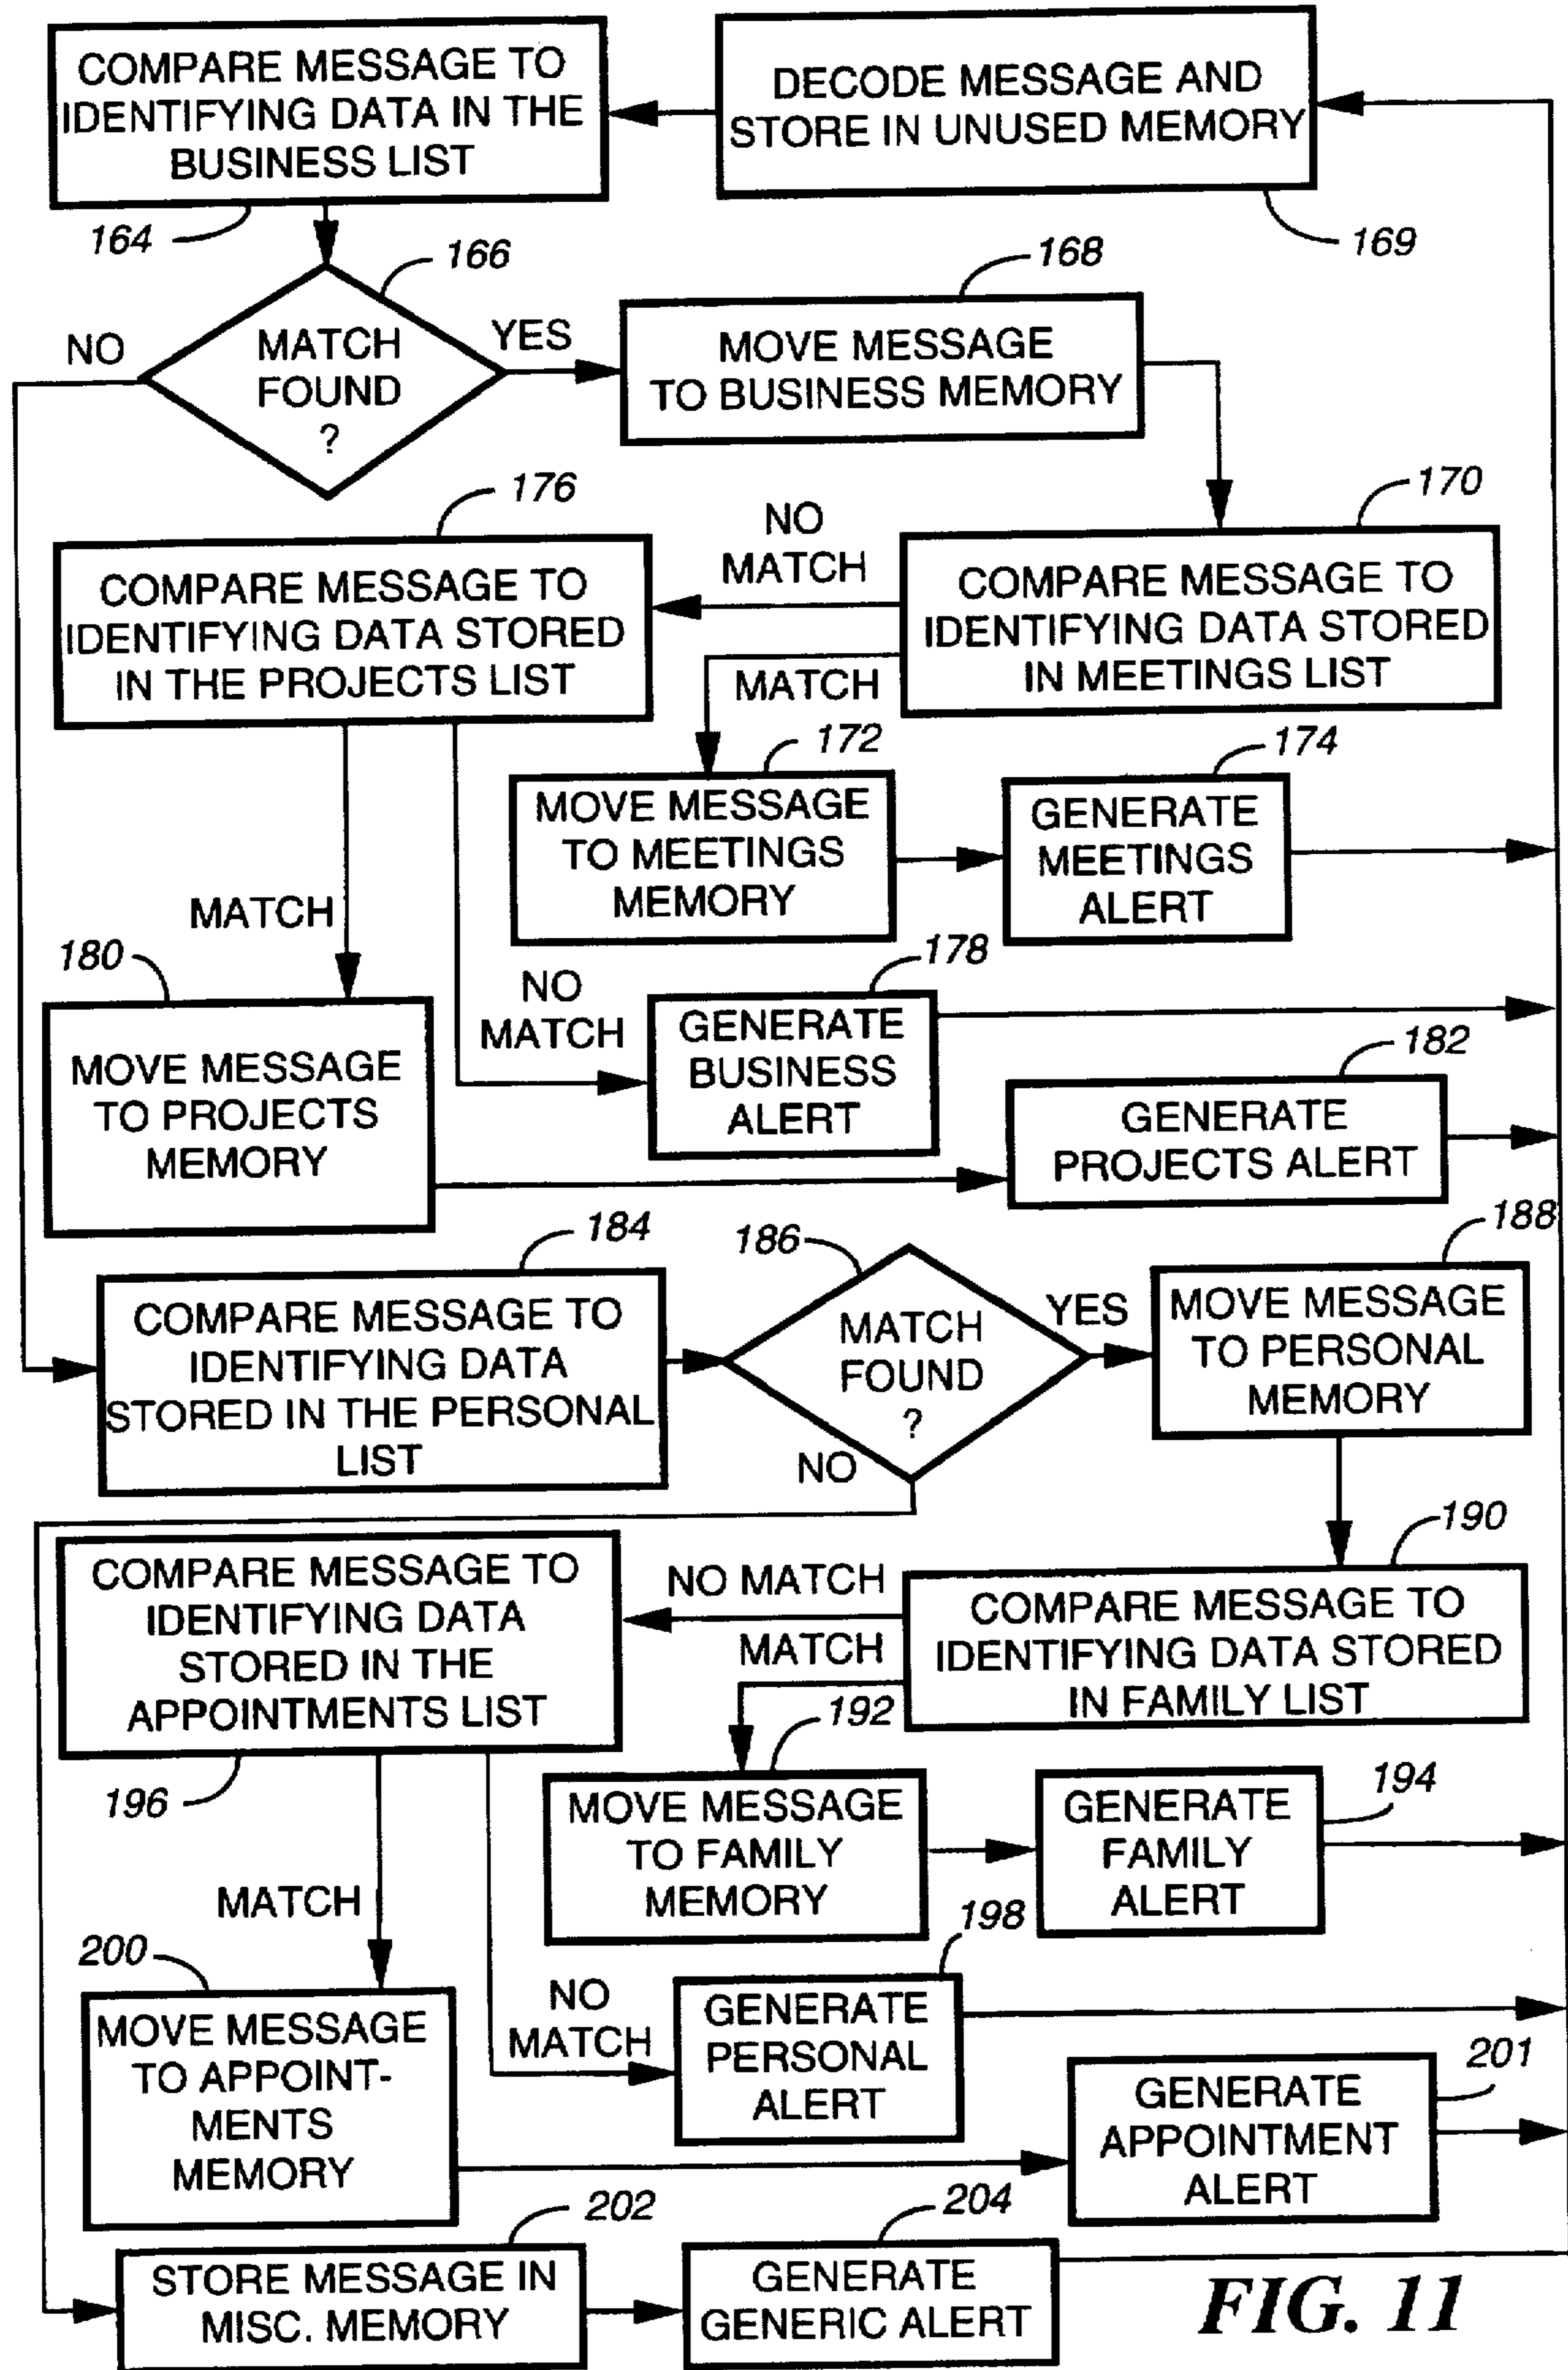 COMPARE MESSAGE TO
IDENTIFYING DATA IN THE
BUSINESS LIST
164
DECODE MESSAGE AND
STORE IN UNUSED MEMORY
169
166
MATCH
FOUND
?
NO
YES
168
MOVE MESSAGE
TO BUSINESS MEMORY
176
COMPARE MESSAGE TO
IDENTIFYING DATA STORED
IN THE PROJECTS LIST
NO
MATCH
MATCH
170
COMPARE MESSAGE TO
IDENTIFYING DATA STORED
IN MEETINGS LIST
172
MOVE MESSAGE
TO MEETINGS
MEMORY
174
GENERATE
MEETINGS
ALERT
MATCH
180
MOVE MESSAGE
TO PROJECTS
MEMORY
NO
MATCH
178
GENERATE
BUSINESS
ALERT
182
GENERATE
PROJECTS ALERT
184
COMPARE MESSAGE TO
IDENTIFYING DATA
STORED IN THE PERSONAL
LIST
186
MATCH
FOUND
?
YES
NO
188
MOVE MESSAGE
TO PERSONAL
MEMORY
190
COMPARE MESSAGE TO
IDENTIFYING DATA STORED
IN FAMILY LIST
NO MATCH
MATCH
COMPARE MESSAGE TO
IDENTIFYING DATA
STORED IN THE
APPOINTMENTS LIST
196
192
MOVE MESSAGE
TO FAMILY
MEMORY
194
GENERATE
FAMILY
ALERT
MATCH
200
MOVE MESSAGE
TO APPOINT-
MENTS
MEMORY
NO
MATCH
198
GENERATE
PERSONAL
ALERT
201
GENERATE
APPOINTMENT
ALERT
202
STORE MESSAGE IN
MISC. MEMORY
204
GENERATE
GENERIC ALERT
FIG. 11